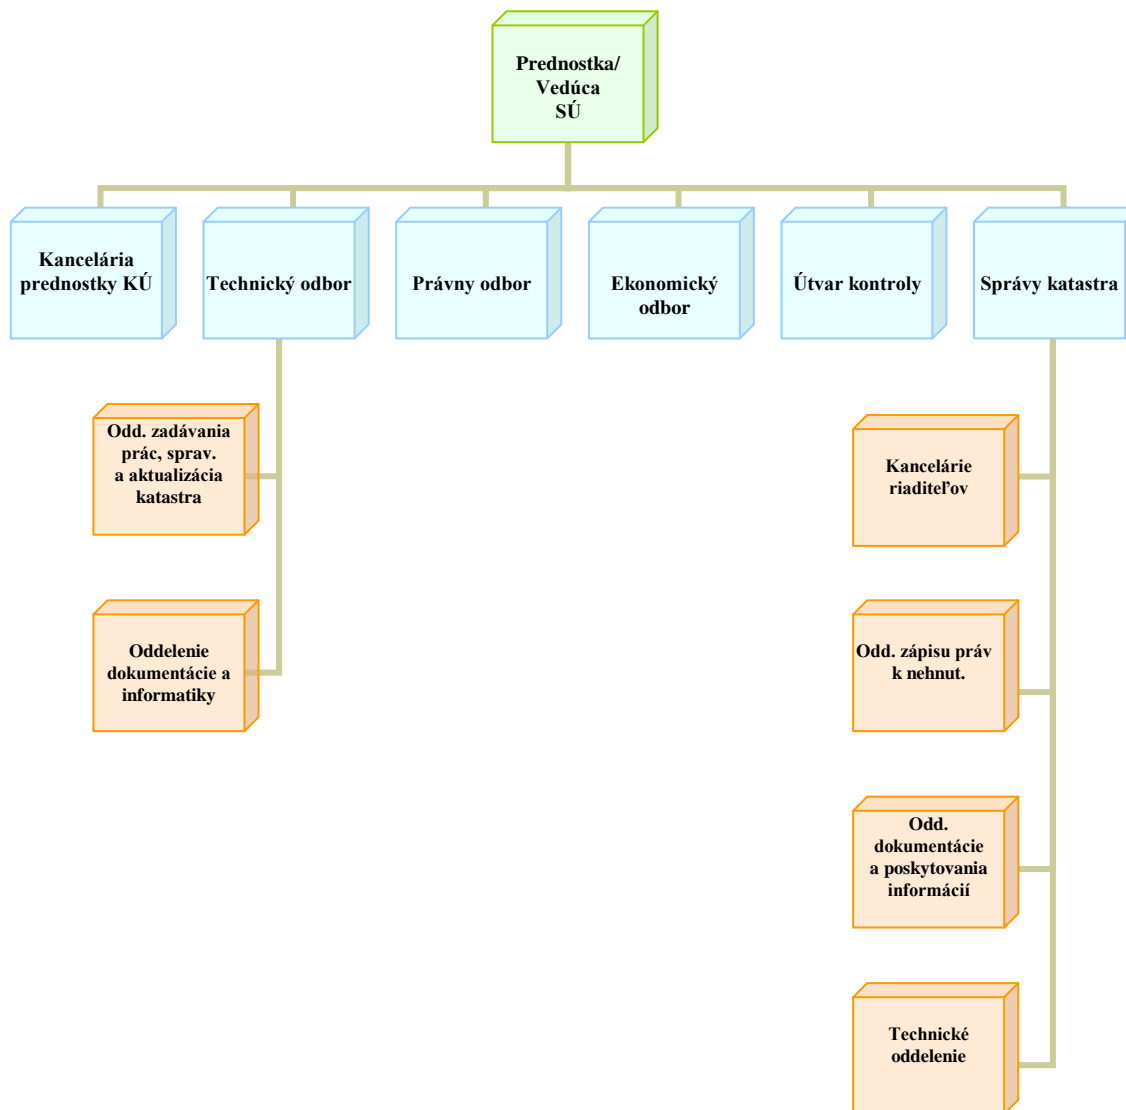 Prednostka/
Vedúca
SÚ
Kancelária
prednostky KÚ
Technický odbor
Právny odbor
Ekonomický
odbor
Útvar kontroly
Správy katastra
Odd. zadávania
prác, sprav.
a aktualizácia
katastra
Kancelárie
riaditeľov
Oddelenie
dokumentácie a
informatiky
Odd. zápisu práv
k nehnut.
Odd.
dokumentácie
a poskytovania
informácií
Technické
oddelenie